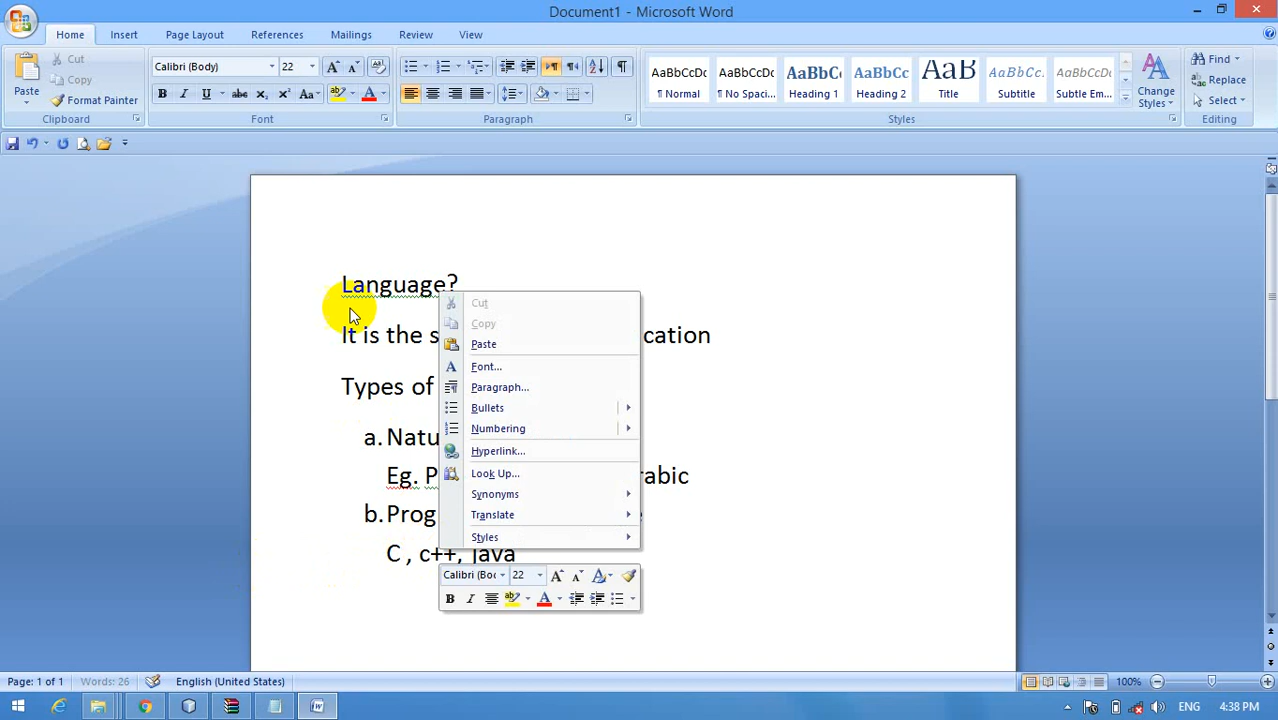 Document1 - Microsoft Word
Home Insert Page Layout References Mailings Review View
Paste
Cut
Copy
Format Painter
Clipboard
Calibri (Body) 22
Font
Paragraph
AaBbCcDc AaBbCcDc AaBbC AaBbCc AaB AaBbCc. AaBbCcDc
¶ Normal ¶ No Spaci... Heading 1 Heading 2 Title Subtitle Subtle Em...
Change
Styles
Styles
Find
Replace
Select
Editing
Language?
It is the s cation
Types of
a. Natu
Eg. P rabic
b. Prog
C , c++, java
Cut
Copy
Paste
Font...
Paragraph...
Bullets
Numbering
Hyperlink...
Look Up...
Synonyms
Translate
Styles
Calibri (Boc 22
Page: 1 of 1 Words: 26 English (United States) 100%
ENG 4:38 PM